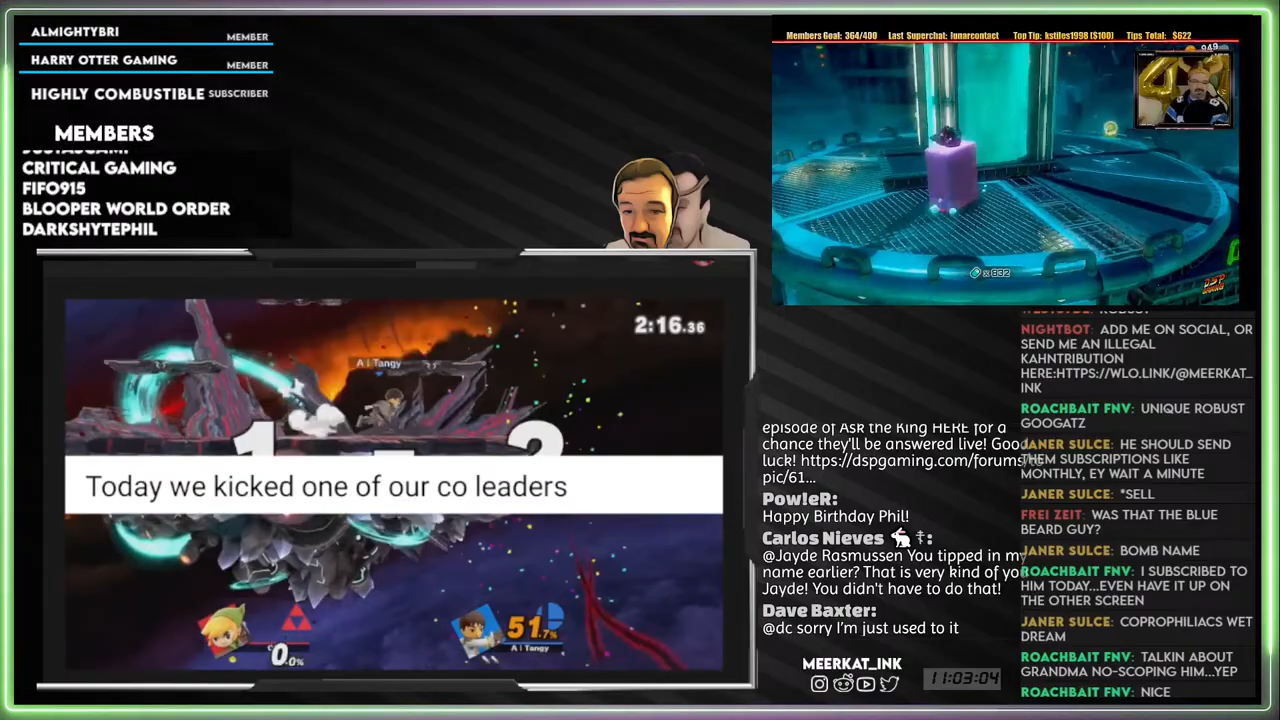 ALMIGHTYBRI MEMBER
HARRY OTTER GAMING MEMBER
HIGHLY COMBUSTIBLE SUBSCRIBER
MEMBERS
CRITICAL GAMING
FIFO915
BLOOPER WORLD ORDER
DARKSHYTEPHIL
Members Goal: 364/400 Last Superchat: lunarcontact Top Tip: kstiles1998 ($100) Tips Total: $622
949
x 832
DSP
GAMING
2:16.36
A | Tangy
Today we kicked one of our co leaders
0.0%
51.7%
A | Tangy
episode of Ask the King HERE for a
chance they'll be answered live! Good
luck! https://dspgaming.com/forums/
pic/61...
Pow!eR:
Happy Birthday Phil!
Carlos Nieves 🐇⚕:
@Jayde Rasmussen You tipped in my
name earlier? That is very kind of you
Jayde! You didn't have to do that!
Dave Baxter:
@dc sorry I'm just used to it
MEERKAT_INK
11:03:04
NIGHTBOT: ADD ME ON SOCIAL, OR
SEND ME AN ILLEGAL
KAHNTRIBUTION
HERE:HTTPS://WLO.LINK/@MEERKAT_
INK
ROACHBAIT FNV: UNIQUE ROBUST
GOOGATZ
JANER SULCE: HE SHOULD SEND
THEM SUBSCRIPTIONS LIKE
MONTHLY, EY WAIT A MINUTE
JANER SULCE: *SELL
FREI ZEIT: WAS THAT THE BLUE
BEARD GUY?
JANER SULCE: BOMB NAME
ROACHBAIT FNV: I SUBSCRIBED TO
HIM TODAY...EVEN HAVE IT UP ON
THE OTHER SCREEN
JANER SULCE: COPROPHILIACS WET
DREAM
ROACHBAIT FNV: TALKIN ABOUT
GRANDMA NO-SCOPING HIM...YEP
ROACHBAIT FNV: NICE